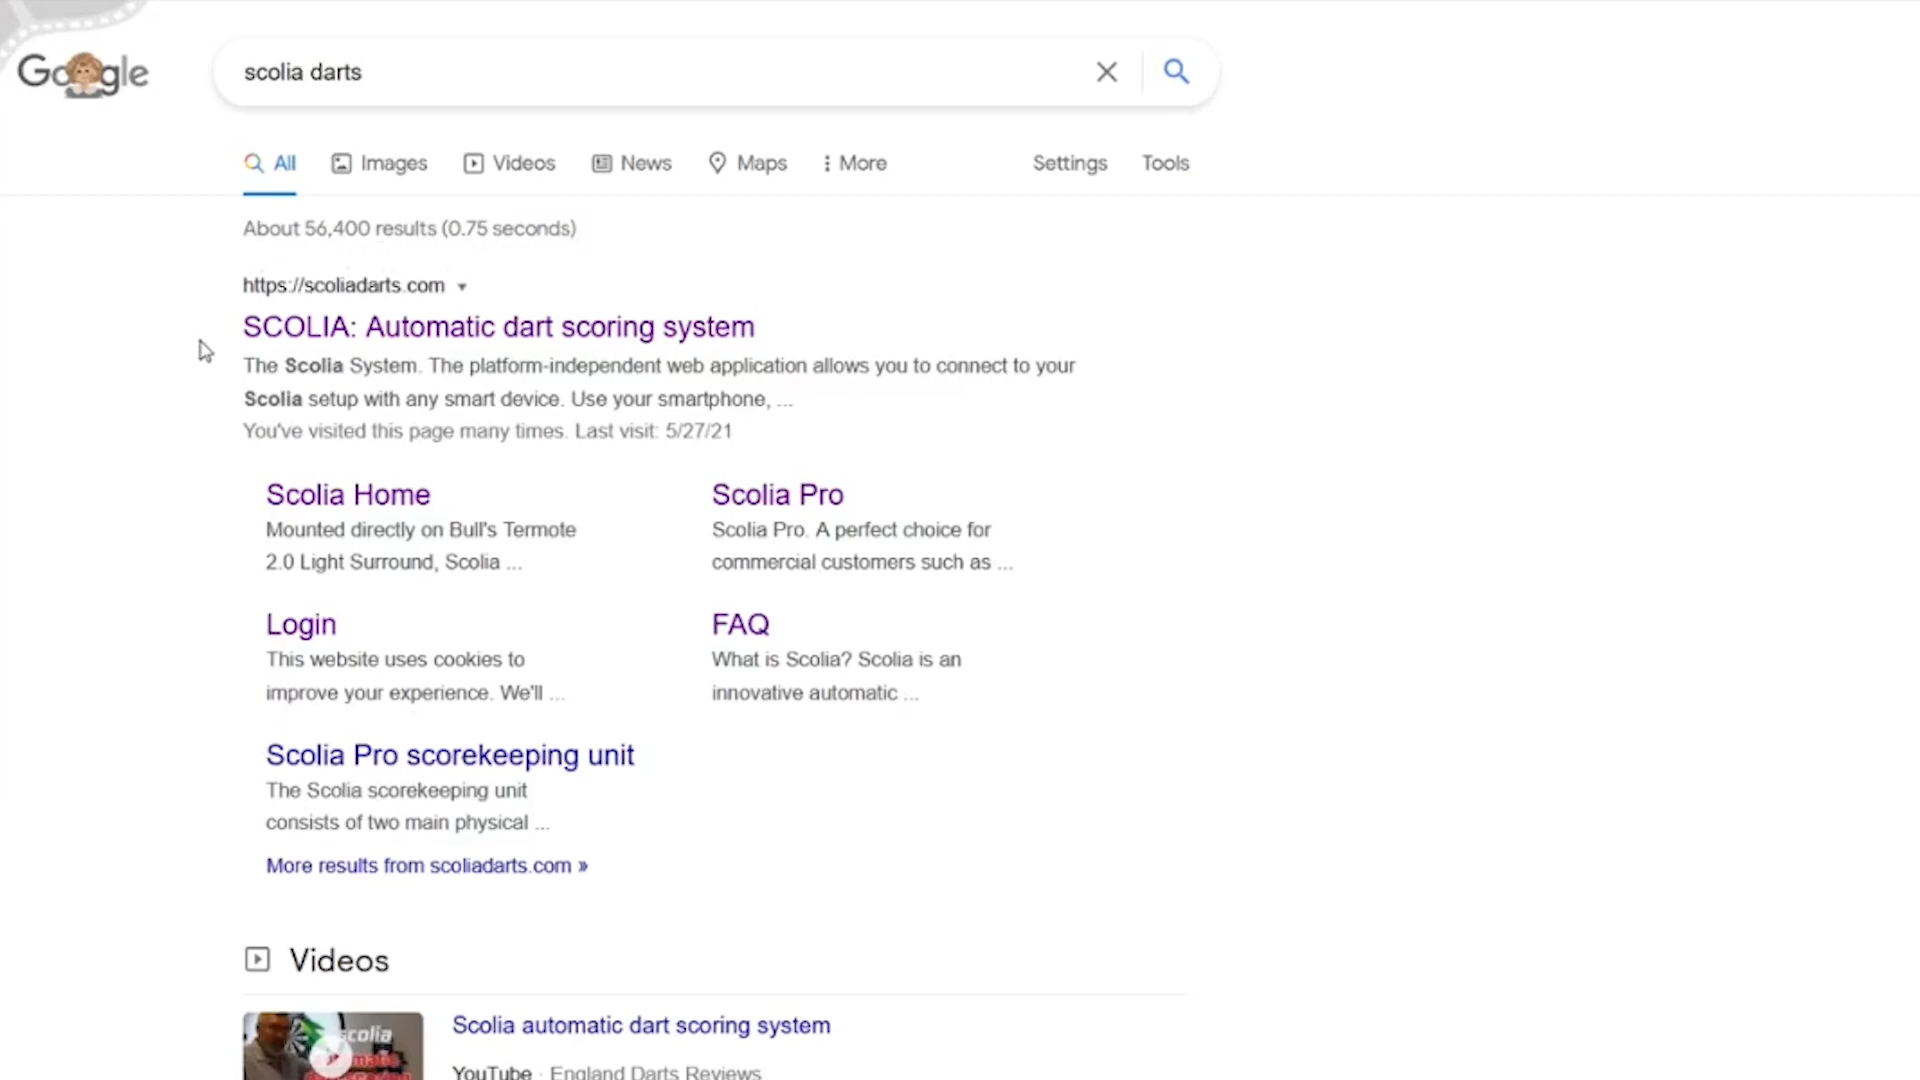 Google
scolia darts
All Images Videos News Maps More Settings Tools
About 56,400 results (0.75 seconds)
https://scoliadarts.com
SCOLIA: Automatic dart scoring system
The Scolia System. The platform-independent web application allows you to connect to your
Scolia setup with any smart device. Use your smartphone, ...
You've visited this page many times. Last visit: 5/27/21
Scolia Home
Mounted directly on Bull's Termote
2.0 Light Surround, Scolia ...
Scolia Pro
Scolia Pro. A perfect choice for
commercial customers such as ...
Login
This website uses cookies to
improve your experience. We'll ...
FAQ
What is Scolia? Scolia is an
innovative automatic ...
Scolia Pro scorekeeping unit
The Scolia scorekeeping unit
consists of two main physical ...
More results from scoliadarts.com »
Videos
scolia
Scolia automatic dart scoring system
YouTube · England Darts Reviews